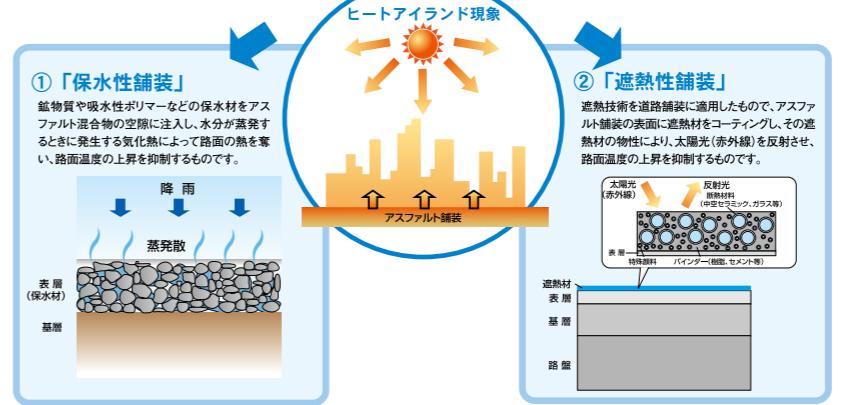 ヒートアイランド現象
アスファルト舗装
① 「保水性舗装」
鉱物質や吸水性ポリマーなどの保水材をアス
ファルト混合物の空隙に注入し、水分が蒸発す
るときに発生する気化熱によって路面の熱を奪
い、路面温度の上昇を抑制するものです。
降 雨
蒸発散
表 層
(保水材)
基層
② 「遮熱性舗装」
遮熱技術を道路舗装に適用したもので、アスファ
ルト舗装の表面に遮熱材をコーティングし、その遮
熱材の物性により、太陽光(赤外線)を反射させ、
路面温度の上昇を抑制するものです。
太陽光
(赤外線)
反射光
断熱材料
(中空セラミック、ガラス等)
表 層
特殊顔料
バインダー(樹脂、セメント等)
遮熱材
表 層
基 層
路 盤